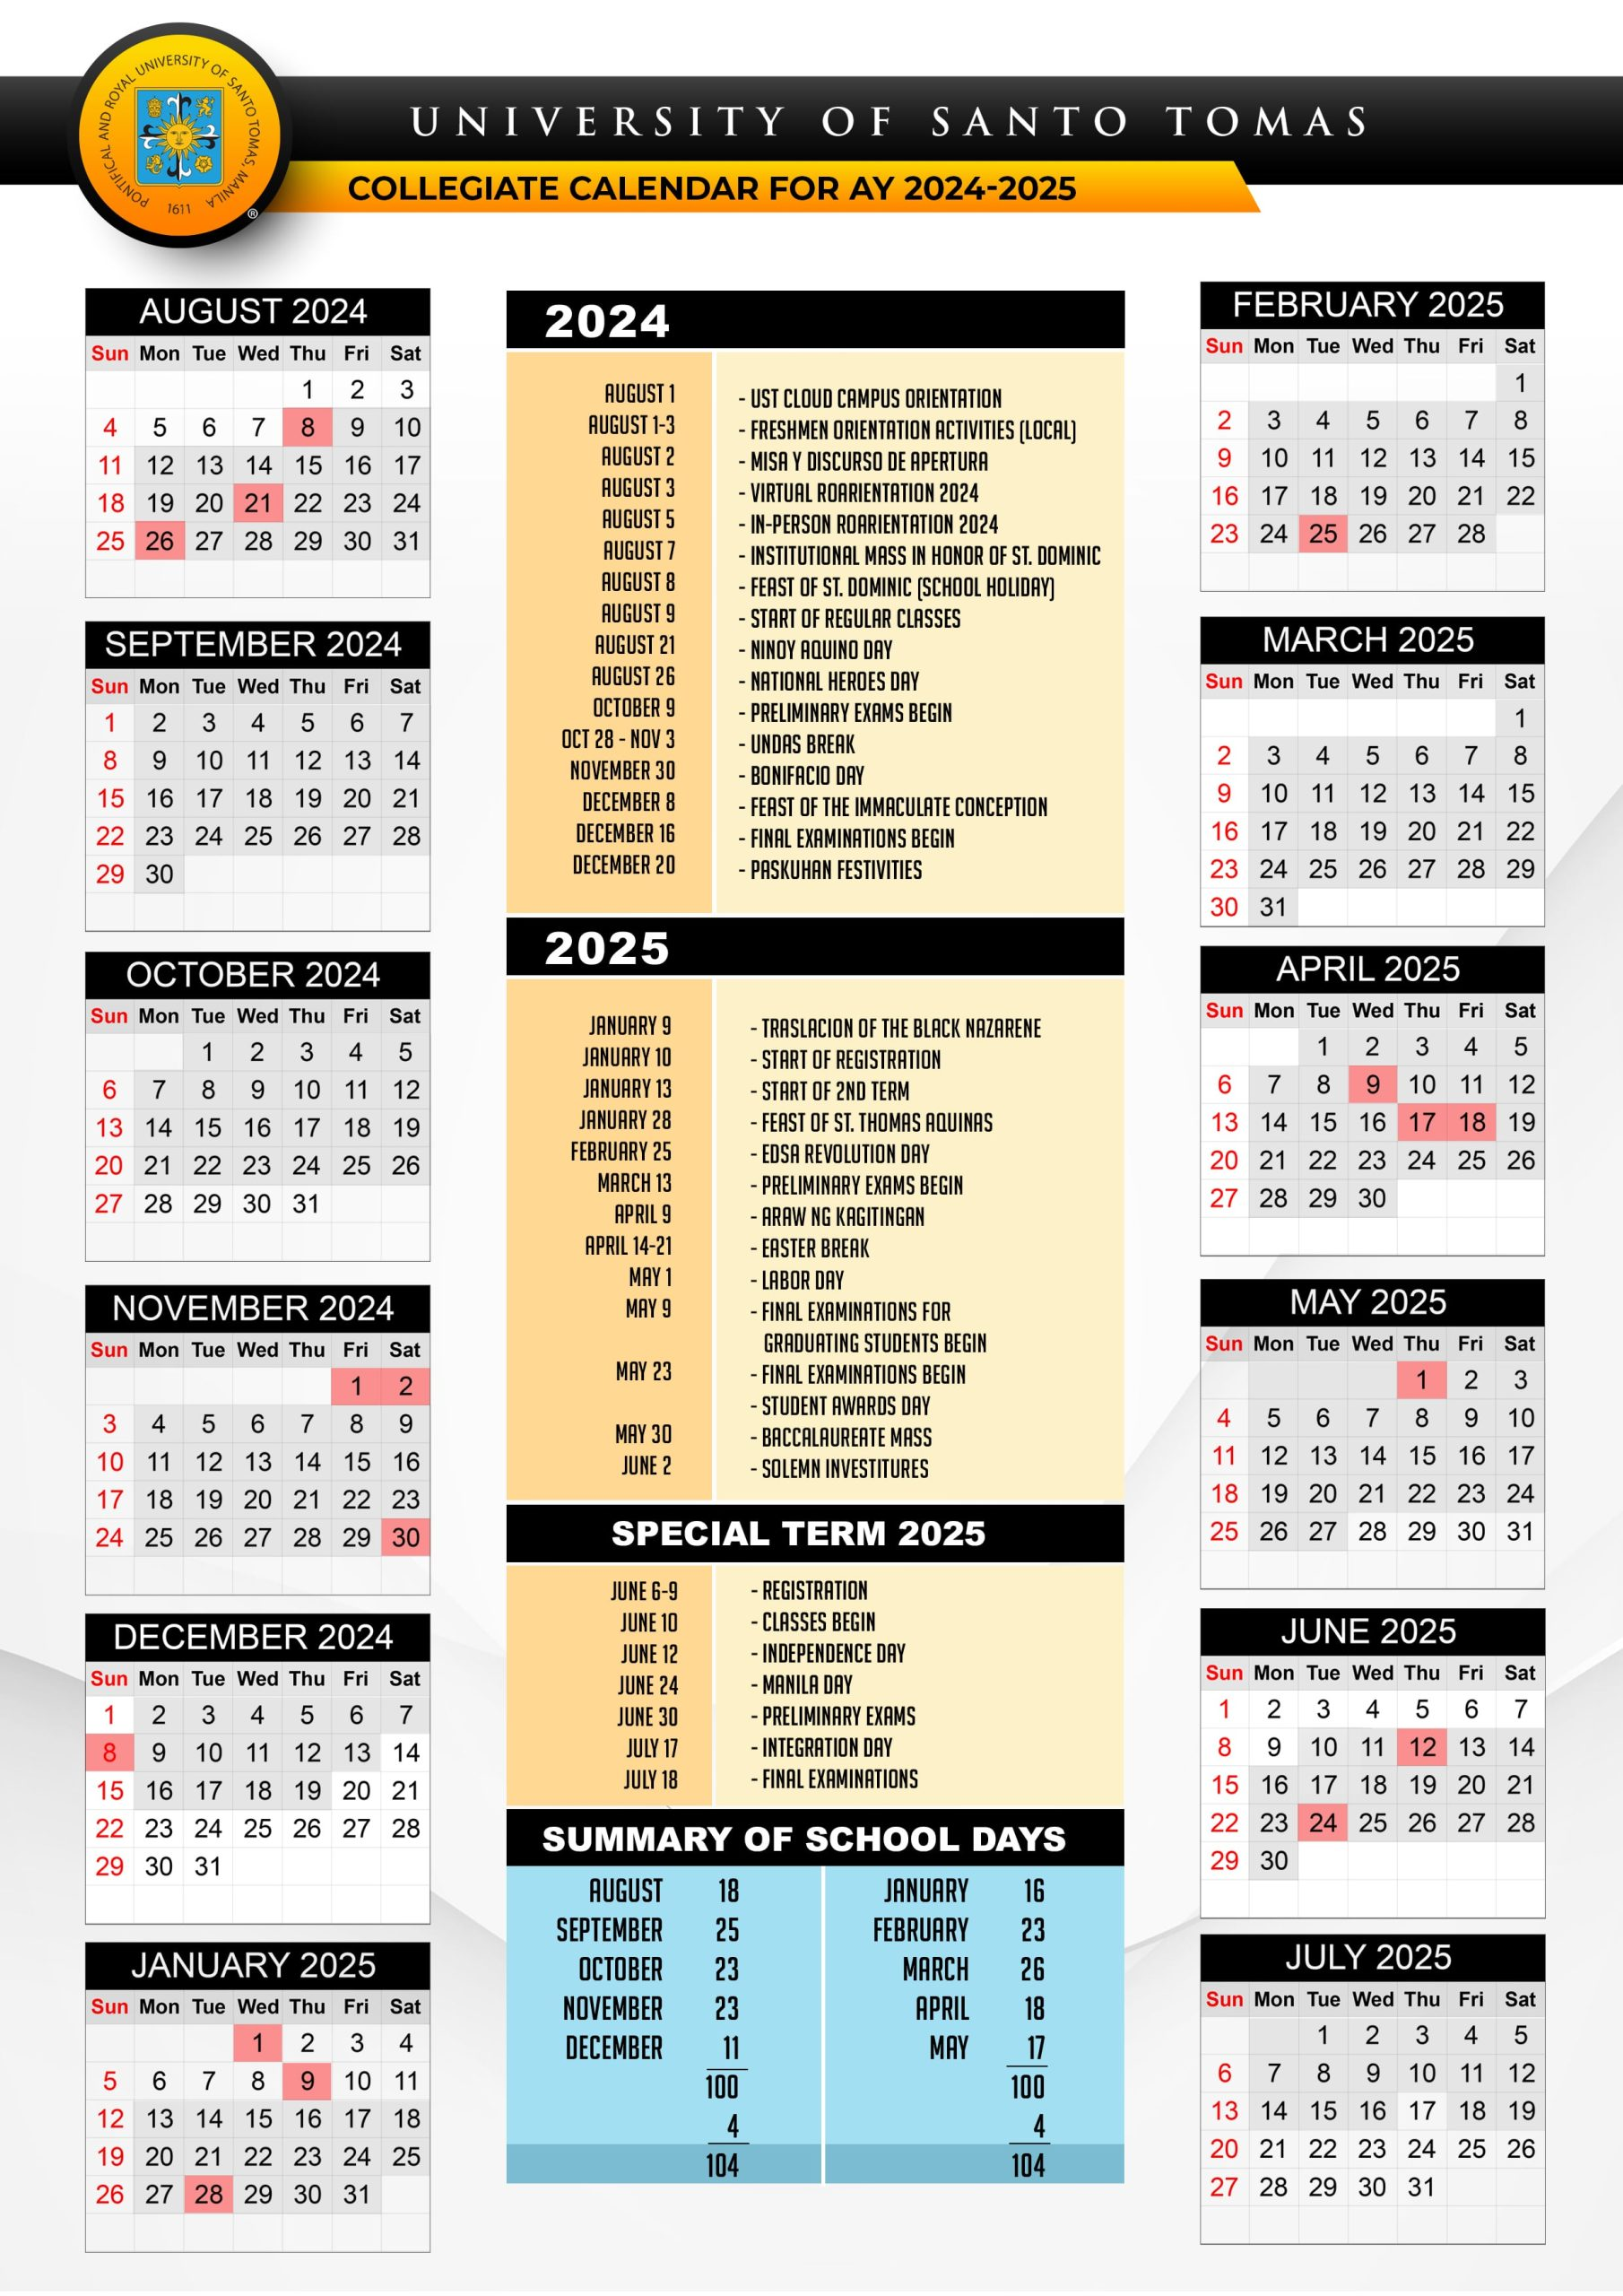 PONTIFICAL AND ROYAL UNIVERSITY OF SANTO TOMAS, MANILA
1611
®
UNIVERSITY OF SANTO TOMAS
COLLEGIATE CALENDAR FOR AY 2024-2025
AUGUST 2024
Sun Mon Tue Wed Thu Fri Sat
1 2 3
4 5 6 7 8 9 10
11 12 13 14 15 16 17
18 19 20 21 22 23 24
25 26 27 28 29 30 31
SEPTEMBER 2024
Sun Mon Tue Wed Thu Fri Sat
1 2 3 4 5 6 7
8 9 10 11 12 13 14
15 16 17 18 19 20 21
22 23 24 25 26 27 28
29 30
OCTOBER 2024
Sun Mon Tue Wed Thu Fri Sat
1 2 3 4 5
6 7 8 9 10 11 12
13 14 15 16 17 18 19
20 21 22 23 24 25 26
27 28 29 30 31
NOVEMBER 2024
Sun Mon Tue Wed Thu Fri Sat
1 2
3 4 5 6 7 8 9
10 11 12 13 14 15 16
17 18 19 20 21 22 23
24 25 26 27 28 29 30
DECEMBER 2024
Sun Mon Tue Wed Thu Fri Sat
1 2 3 4 5 6 7
8 9 10 11 12 13 14
15 16 17 18 19 20 21
22 23 24 25 26 27 28
29 30 31
JANUARY 2025
Sun Mon Tue Wed Thu Fri Sat
1 2 3 4
5 6 7 8 9 10 11
12 13 14 15 16 17 18
19 20 21 22 23 24 25
26 27 28 29 30 31
2024
AUGUST 1 - UST CLOUD CAMPUS ORIENTATION
AUGUST 1-3 - FRESHMEN ORIENTATION ACTIVITIES (LOCAL)
AUGUST 2 - MISA Y DISCURSO DE APERTURA
AUGUST 3 - VIRTUAL ROARIENTATION 2024
AUGUST 5 - IN-PERSON ROARIENTATION 2024
AUGUST 7 - INSTITUTIONAL MASS IN HONOR OF ST. DOMINIC
AUGUST 8 - FEAST OF ST. DOMINIC (SCHOOL HOLIDAY)
AUGUST 9 - START OF REGULAR CLASSES
AUGUST 21 - NINOY AQUINO DAY
AUGUST 26 - NATIONAL HEROES DAY
OCTOBER 9 - PRELIMINARY EXAMS BEGIN
OCT 28 - NOV 3 - UNDAS BREAK
NOVEMBER 30 - BONIFACIO DAY
DECEMBER 8 - FEAST OF THE IMMACULATE CONCEPTION
DECEMBER 16 - FINAL EXAMINATIONS BEGIN
DECEMBER 20 - PASKUHAN FESTIVITIES
2025
JANUARY 9 - TRASLACION OF THE BLACK NAZARENE
JANUARY 10 - START OF REGISTRATION
JANUARY 13 - START OF 2ND TERM
JANUARY 28 - FEAST OF ST. THOMAS AQUINAS
FEBRUARY 25 - EDSA REVOLUTION DAY
MARCH 13 - PRELIMINARY EXAMS BEGIN
APRIL 9 - ARAW NG KAGITINGAN
APRIL 14-21 - EASTER BREAK
MAY 1 - LABOR DAY
MAY 9 - FINAL EXAMINATIONS FOR
GRADUATING STUDENTS BEGIN
MAY 23 - FINAL EXAMINATIONS BEGIN
- STUDENT AWARDS DAY
MAY 30 - BACCALAUREATE MASS
JUNE 2 - SOLEMN INVESTITURES
SPECIAL TERM 2025
JUNE 6-9 - REGISTRATION
JUNE 10 - CLASSES BEGIN
JUNE 12 - INDEPENDENCE DAY
JUNE 24 - MANILA DAY
JUNE 30 - PRELIMINARY EXAMS
JULY 17 - INTEGRATION DAY
JULY 18 - FINAL EXAMINATIONS
SUMMARY OF SCHOOL DAYS
AUGUST 18 JANUARY 16
SEPTEMBER 25 FEBRUARY 23
OCTOBER 23 MARCH 26
NOVEMBER 23 APRIL 18
DECEMBER 11 MAY 17
100 100
4 4
104 104
FEBRUARY 2025
Sun Mon Tue Wed Thu Fri Sat
1
2 3 4 5 6 7 8
9 10 11 12 13 14 15
16 17 18 19 20 21 22
23 24 25 26 27 28
MARCH 2025
Sun Mon Tue Wed Thu Fri Sat
1
2 3 4 5 6 7 8
9 10 11 12 13 14 15
16 17 18 19 20 21 22
23 24 25 26 27 28 29
30 31
APRIL 2025
Sun Mon Tue Wed Thu Fri Sat
1 2 3 4 5
6 7 8 9 10 11 12
13 14 15 16 17 18 19
20 21 22 23 24 25 26
27 28 29 30
MAY 2025
Sun Mon Tue Wed Thu Fri Sat
1 2 3
4 5 6 7 8 9 10
11 12 13 14 15 16 17
18 19 20 21 22 23 24
25 26 27 28 29 30 31
JUNE 2025
Sun Mon Tue Wed Thu Fri Sat
1 2 3 4 5 6 7
8 9 10 11 12 13 14
15 16 17 18 19 20 21
22 23 24 25 26 27 28
29 30
JULY 2025
Sun Mon Tue Wed Thu Fri Sat
1 2 3 4 5
6 7 8 9 10 11 12
13 14 15 16 17 18 19
20 21 22 23 24 25 26
27 28 29 30 31